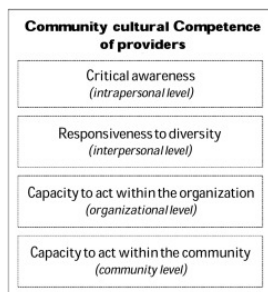 Community cultural Competence
of providers
Critical awareness
(intrapersonal level)
Responsiveness to diversity
(interpersonal level)
Capacity to act within the organization
(organizational level)
Capacity to act within the community
(community level)